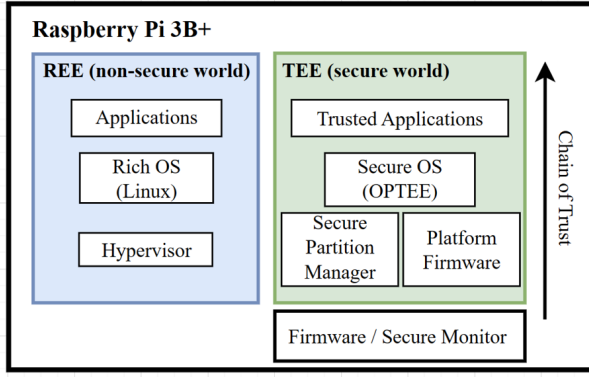 Raspberry Pi 3B+
REE (non-secure world)
Applications
Rich OS
(Linux)
Hypervisor
TEE (secure world)
Trusted Applications
Secure OS
(OPTEE)
Secure
Partition
Manager
Platform
Firmware
Firmware / Secure Monitor
Chain of Trust